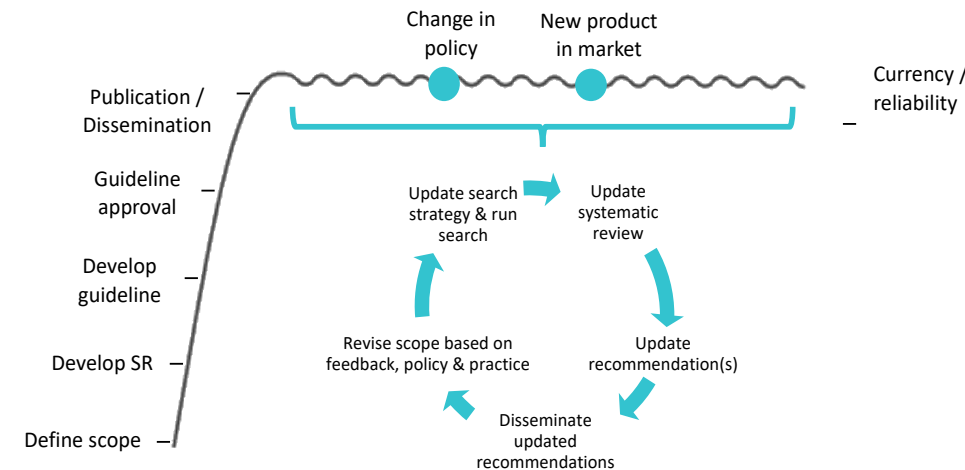 Change in
policy
New product
in market
Currency /
reliability
Publication /
Dissemination
Guideline
approval
Develop
guideline
Develop SR
Define scope
Update search
strategy & run
search
Update
systematic
review
Update
recommendation(s)
Disseminate
updated
recommendations
Revise scope based on
feedback, policy & practice